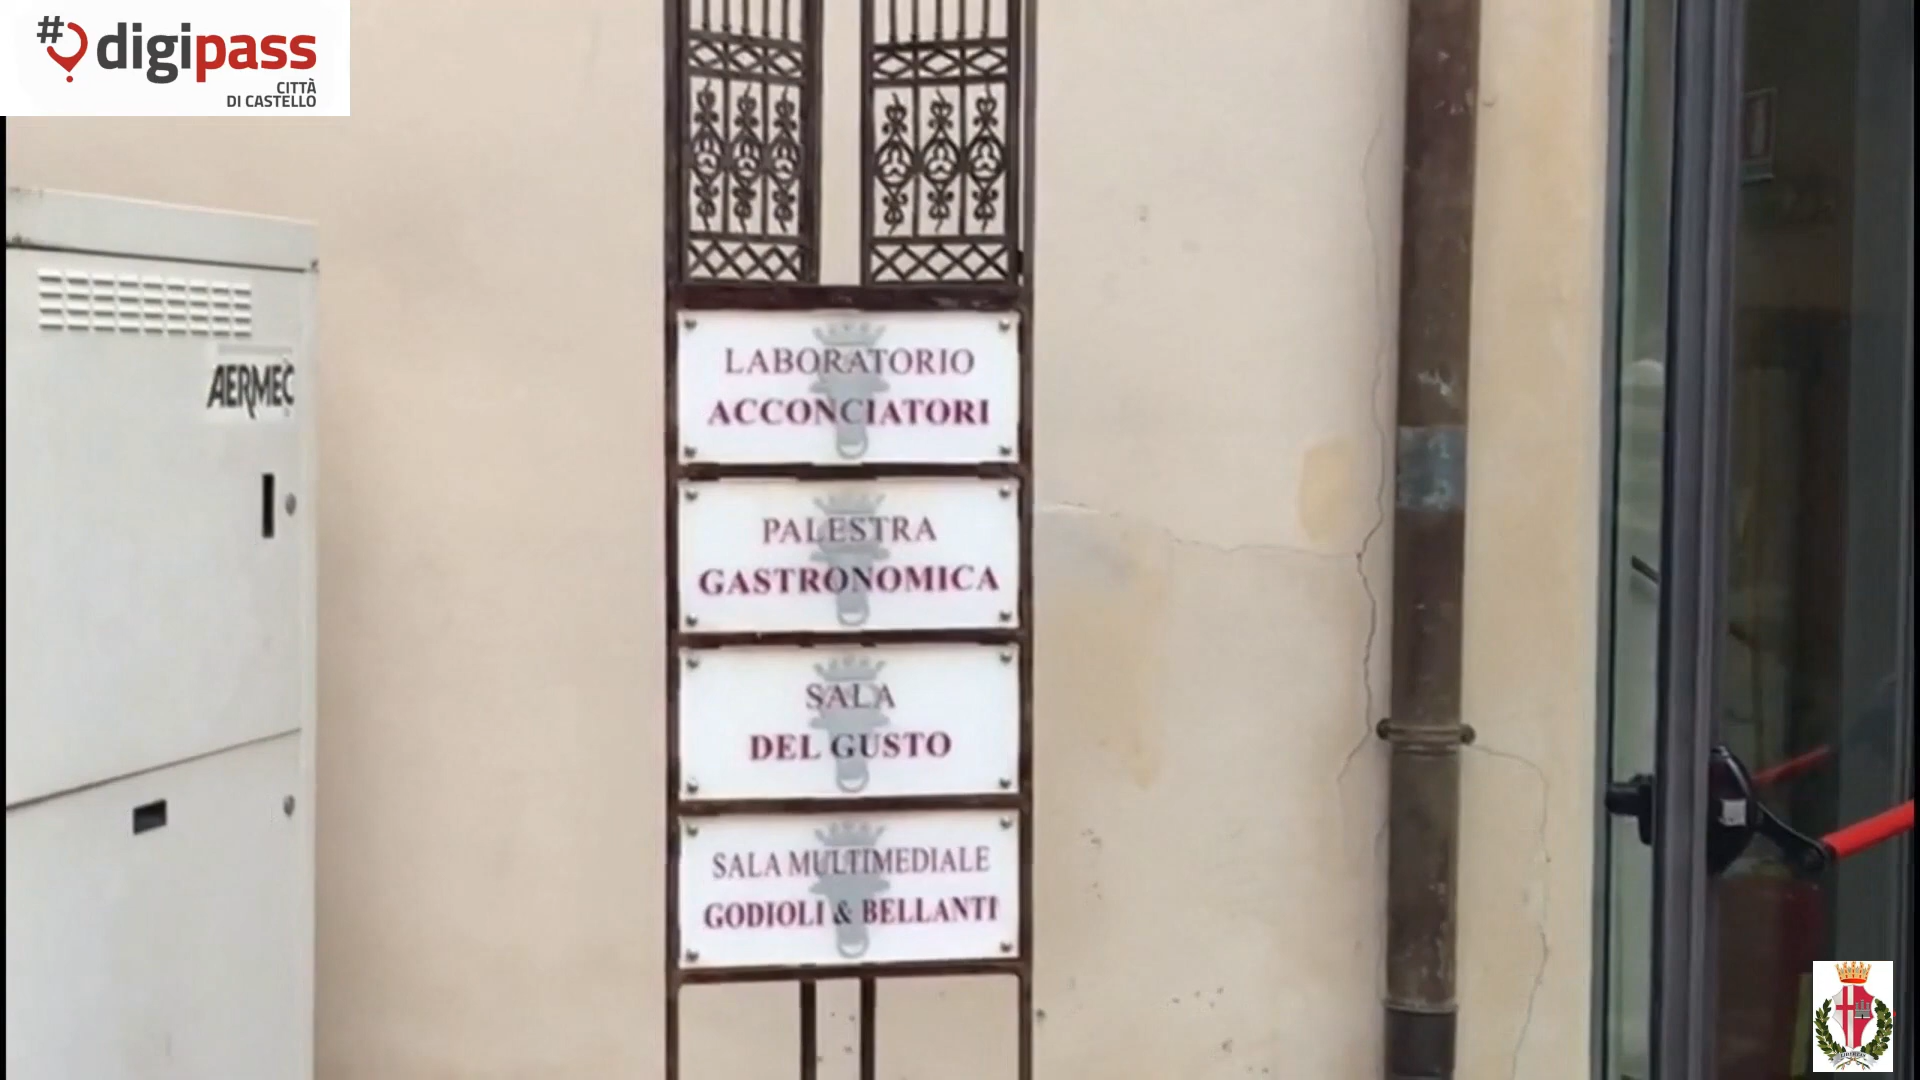 #digipass
CITTÀ
DI CASTELLO
AERMEC
LABORATORIO
ACCONCIATORI
PALESTRA
GASTRONOMICA
SALA
DEL GUSTO
SALA MULTIMEDIALE
GODIOLI & BELLANTI